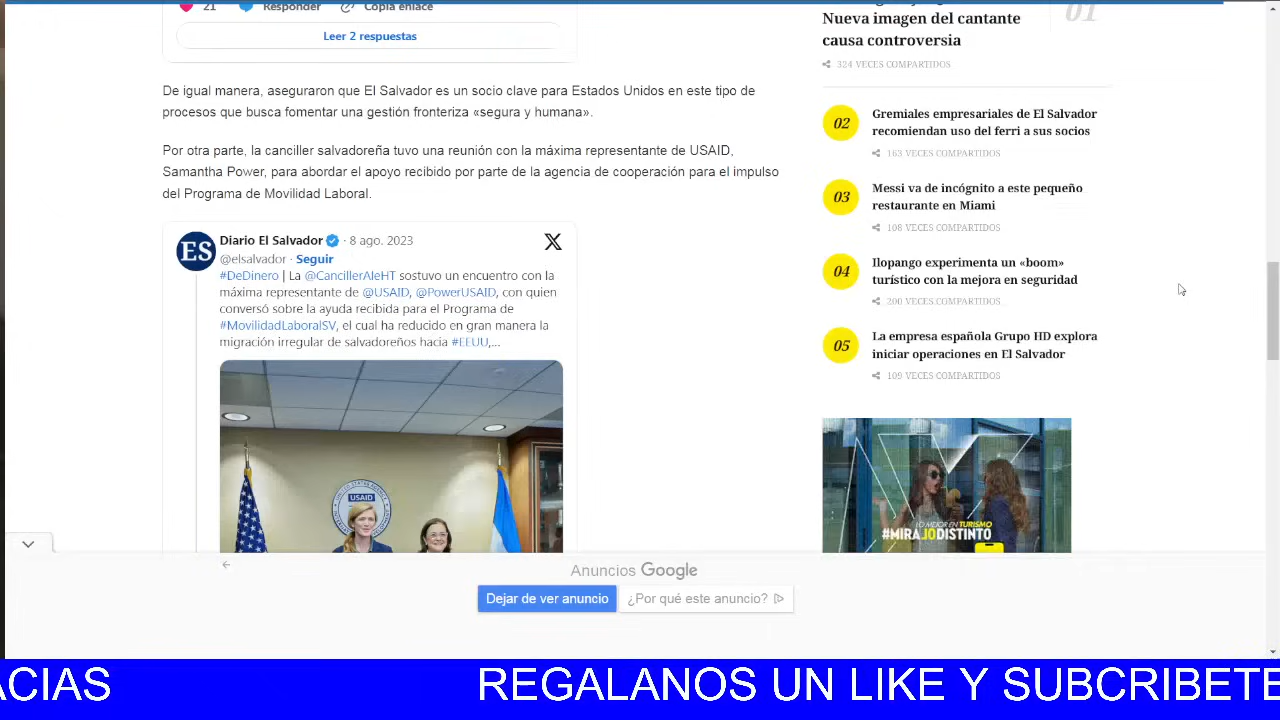 21 Responder Copia enlace
Leer 2 respuestas
De igual manera, aseguraron que El Salvador es un socio clave para Estados Unidos en este tipo de
procesos que busca fomentar una gestión fronteriza «segura y humana».
Por otra parte, la canciller salvadoreña tuvo una reunión con la máxima representante de USAID,
Samantha Power, para abordar el apoyo recibido por parte de la agencia de cooperación para el impulso
del Programa de Movilidad Laboral.
ES
Diario El Salvador · 8 ago. 2023
@elsalvador · Seguir
#DeDinero | La @CancillerAleHT sostuvo un encuentro con la
máxima representante de @USAID, @PowerUSAID, con quien
conversó sobre la ayuda recibida para el Programa de
#MovilidadLaboralSV, el cual ha reducido en gran manera la
migración irregular de salvadoreños hacia #EEUU,...
USAID
Nueva imagen del cantante
causa controversia
01
324 VECES COMPARTIDOS
02
Gremiales empresariales de El Salvador
recomiendan uso del ferri a sus socios
163 VECES COMPARTIDOS
03
Messi va de incógnito a este pequeño
restaurante en Miami
108 VECES COMPARTIDOS
04
Ilopango experimenta un «boom»
turístico con la mejora en seguridad
200 VECES COMPARTIDOS
05
La empresa española Grupo HD explora
iniciar operaciones en El Salvador
109 VECES COMPARTIDOS
LO MEJOR EN TURISMO
#MIRALODISTINTO
Anuncios Google
Dejar de ver anuncio
¿Por qué este anuncio?
ACIAS REGALANOS UN LIKE Y SUBCRIBETE